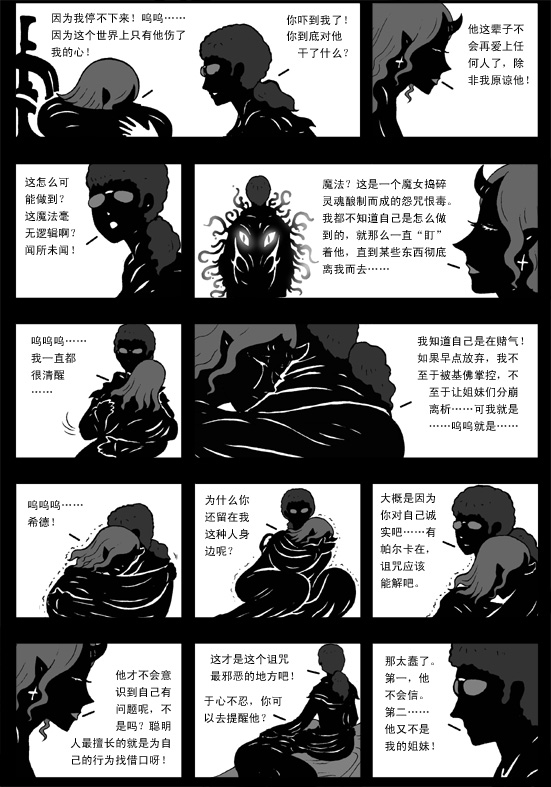 因为我停不下来！呜呜……
因为这个世界上只有他伤了
我的心！
你吓到我了！
你到底对他
干了什么？
他这辈子不
会再爱上任
何人了，除
非我原谅他！
这怎么可
能做到？
这魔法毫
无逻辑啊？
闻所未闻！
魔法？这是一个魔女捣碎
灵魂酿制而成的怨咒恨毒。
我都不知道自己是怎么做
到的，就那么一直“盯”
着他，直到某些东西彻底
离我而去……
呜呜呜……
我一直都
很清醒
……
我知道自己是在赌气！
如果早点放弃，我不
至于被基佛掌控，不
至于让姐妹们分崩
离析……可我就是
……呜呜就是……
呜呜呜……
希德！
为什么你
还留在我
这种人身
边呢？
大概是因为
你对自己诚
实吧……有
帕尔卡在，
诅咒应该
能解吧。
他才不会意
识到自己有
问题呢，不
是吗？聪明
人最擅长的就是为自
己的行为找借口呀！
这才是这个诅咒
最邪恶的地方吧！
于心不忍，你可
以去提醒他？
那太蠢了。
第一，他
不会信。
第二……
他又不是
我的姐妹！